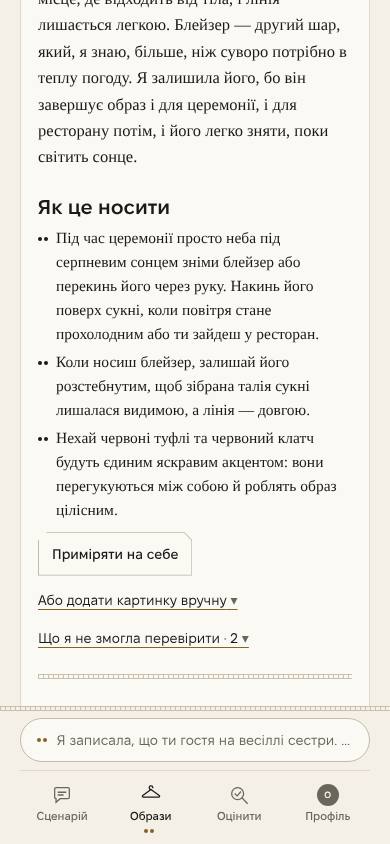 місце, де відходить від тіла, і лінія
лишається легкою. Блейзер — другий шар,
який, я знаю, більше, ніж суворо потрібно в
теплу погоду. Я залишила його, бо він
завершує образ і для церемонії, і для
ресторану потім, і його легко зняти, поки
світить сонце.
Як це носити
•• Під час церемонії просто неба під
серпневим сонцем зніми блейзер або
перекинь його через руку. Накинь його
поверх сукні, коли повітря стане
прохолодним або ти зайдеш у ресторан.
•• Коли носиш блейзер, залишай його
розстебнутим, щоб зібрана талія сукні
лишалася видимою, а лінія — довгою.
•• Нехай червоні туфлі та червоний клатч
будуть єдиним яскравим акцентом: вони
перегукуються між собою й роблять образ
цілісним.
Приміряти на себе
Або додати картинку вручну ▾
Що я не змогла перевірити · 2 ▾
•• Я записала, що ти гостя на весіллі сестри. ...
Сценарій
Образи
Оцінити
О
Профіль